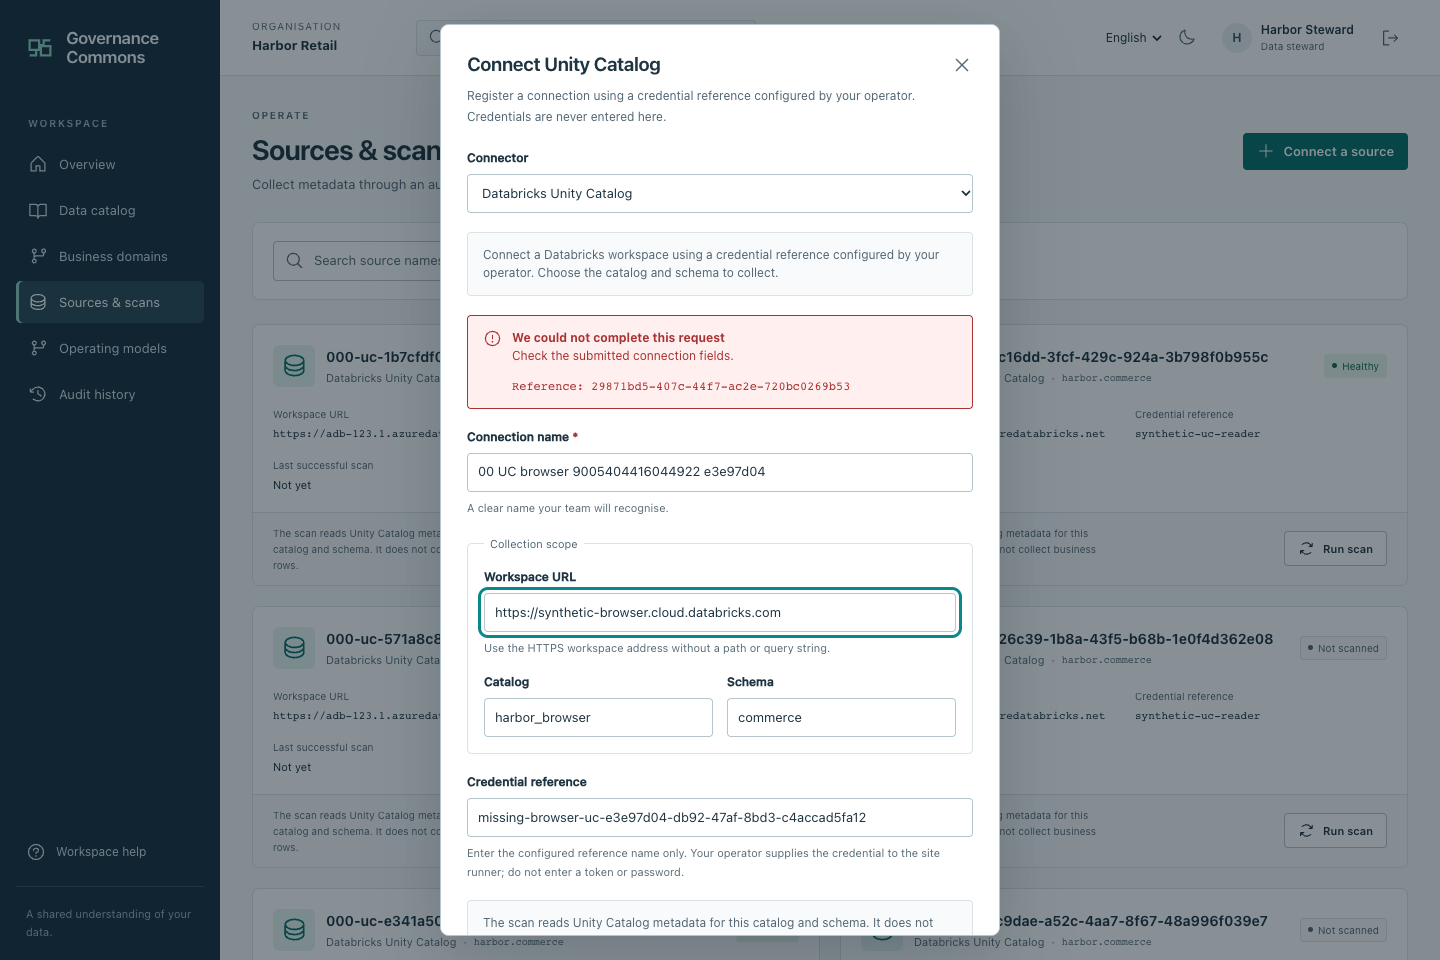 Governance
Commons
WORKSPACE
Overview
Data catalog
Business domains
Sources & scans
Operating models
Audit history
Workspace help
A shared understanding of your
data.
ORGANISATION
Harbor Retail
English
H
Harbor Steward
Data steward
OPERATE
Sources & scan
Collect metadata through an au
Connect a source
Search source names
000-uc-1b7cfdf0
Databricks Unity Cata
Workspace URL
https://adb-123.1.azuredat
Last successful scan
Not yet
The scan reads Unity Catalog meta
catalog and schema. It does not co
rows.
c16dd-3fcf-429c-924a-3b798f0b955c
Catalog · harbor.commerce
Healthy
redatabricks.net
Credential reference
synthetic-uc-reader
g metadata for this
not collect business
Run scan
000-uc-571a8c8
Databricks Unity Cata
Workspace URL
https://adb-123.1.azuredat
Last successful scan
Not yet
The scan reads Unity Catalog meta
catalog and schema. It does not co
rows.
26c39-1b8a-43f5-b68b-1e0f4d362e08
Catalog · harbor.commerce
Not scanned
redatabricks.net
Credential reference
synthetic-uc-reader
g metadata for this
not collect business
Run scan
000-uc-e341a50
Databricks Unity Catalog · harbor.commerce
c9dae-a52c-4aa7-8f67-48a996f039e7
Databricks Unity Catalog · harbor.commerce
Not scanned
Connect Unity Catalog
Register a connection using a credential reference configured by your operator.
Credentials are never entered here.
Connector
Databricks Unity Catalog
Connect a Databricks workspace using a credential reference configured by your
operator. Choose the catalog and schema to collect.
We could not complete this request
Check the submitted connection fields.
Reference: 29871bd5-407c-44f7-ac2e-720bc0269b53
Connection name *
00 UC browser 9005404416044922 e3e97d04
A clear name your team will recognise.
Collection scope
Workspace URL
https://synthetic-browser.cloud.databricks.com
Use the HTTPS workspace address without a path or query string.
Catalog
Schema
harbor_browser
commerce
Credential reference
missing-browser-uc-e3e97d04-db92-47af-8bd3-c4accad5fa12
Enter the configured reference name only. Your operator supplies the credential to the site
runner; do not enter a token or password.
The scan reads Unity Catalog metadata for this catalog and schema. It does not